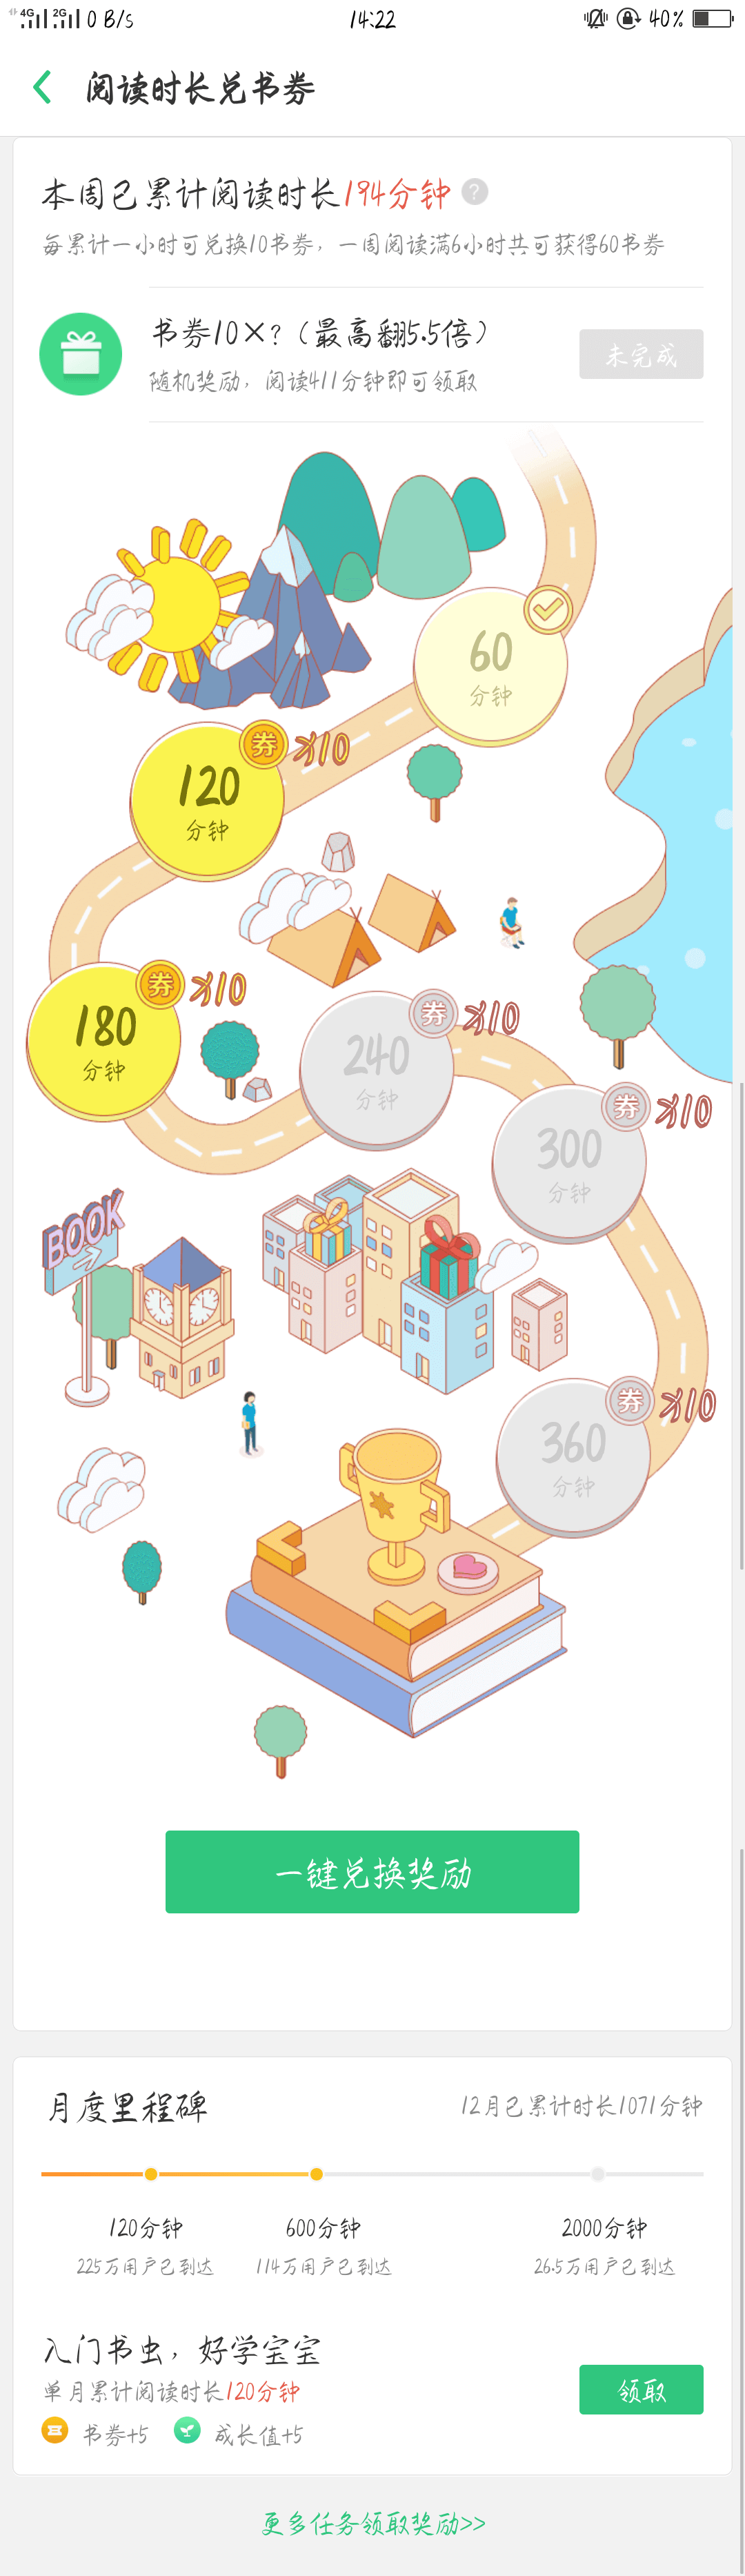 4G 2G 0 B/s 14:22 40%
阅读时长兑书券
本周已累计阅读时长194分钟 ?
每累计一小时可兑换10书券，一周阅读满6小时共可获得60书券
书券10×?（最高翻5.5倍）
随机奖励，阅读411分钟即可领取
未完成
60
分钟
券 X10
120
分钟
券 X10
180
分钟
券 X10
240
分钟
券 X10
300
分钟
BOOK
券 X10
360
分钟
一键兑换奖励
月度里程碑 12月已累计时长1071分钟
120分钟 600分钟 2000分钟
225万用户已到达 114万用户已到达 26.5万用户已到达
入门书虫，好学宝宝
单月累计阅读时长120分钟
领取
书券+5 成长值+5
更多任务领取奖励>>